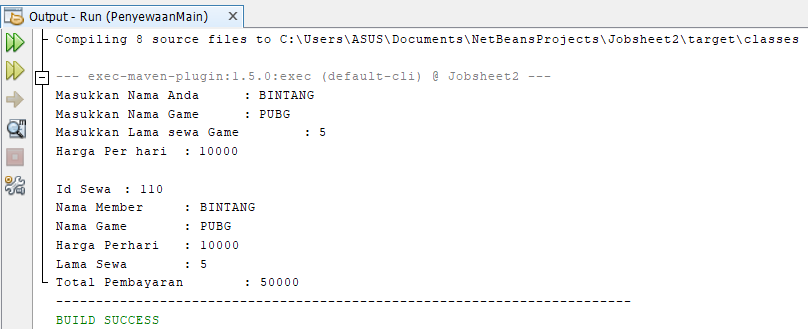 Output - Run (PenyewaanMain) X
Compiling 8 source files to C:\Users\ASUS\Documents\NetBeansProjects\Jobsheet2\target\classes
--- exec-maven-plugin:1.5.0:exec (default-cli) @ Jobsheet2 ---
Masukkan Nama Anda : BINTANG
Masukkan Nama Game : PUBG
Masukkan Lama sewa Game : 5
Harga Per hari : 10000
Id Sewa : 110
Nama Member : BINTANG
Nama Game : PUBG
Harga Perhari : 10000
Lama Sewa : 5
Total Pembayaran : 50000
------------------------------------------------------------------------
BUILD SUCCESS